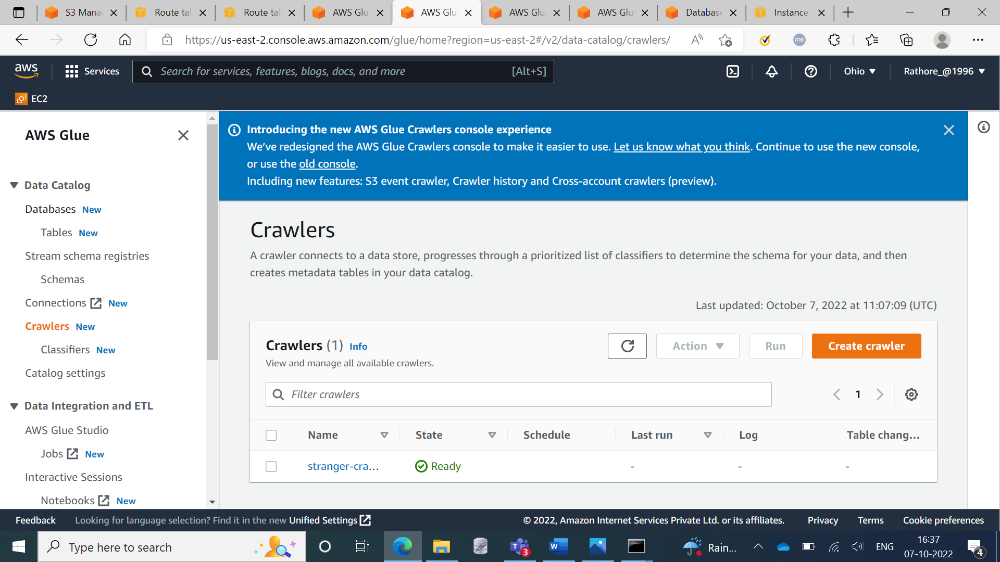 S3 Mana
Route tab
Route tab
AWS Glu
AWS Glu
AWS Glu
AWS Glu
Database
Instance
https://us-east-2.console.aws.amazon.com/glue/home?region=us-east-2#/v2/data-catalog/crawlers/
me
aws
Services
Search for services, features, blogs, docs, and more
[Alt+S]
Ohio
Rathore_@1996
EC2
AWS Glue
Data Catalog
Databases New
Tables New
Stream schema registries
Schemas
Connections New
Crawlers New
Classifiers New
Catalog settings
Data Integration and ETL
AWS Glue Studio
Jobs New
Interactive Sessions
Notebooks New
Introducing the new AWS Glue Crawlers console experience
We've redesigned the AWS Glue Crawlers console to make it easier to use. Let us know what you think. Continue to use the new console,
or use the old console.
Including new features: S3 event crawler, Crawler history and Cross-account crawlers (preview).
Crawlers
A crawler connects to a data store, progresses through a prioritized list of classifiers to determine the schema for your data, and then
creates metadata tables in your data catalog.
Last updated: October 7, 2022 at 11:07:09 (UTC)
Crawlers (1) Info
View and manage all available crawlers.
Action
Run
Create crawler
Filter crawlers
1
Name State Schedule Last run Log Table chang...
stranger-cra... Ready - - -
Feedback
Looking for language selection? Find it in the new Unified Settings
© 2022, Amazon Internet Services Private Ltd. or its affiliates.
Privacy
Terms
Cookie preferences
Type here to search
3
Rain...
ENG
16:37
07-10-2022
4